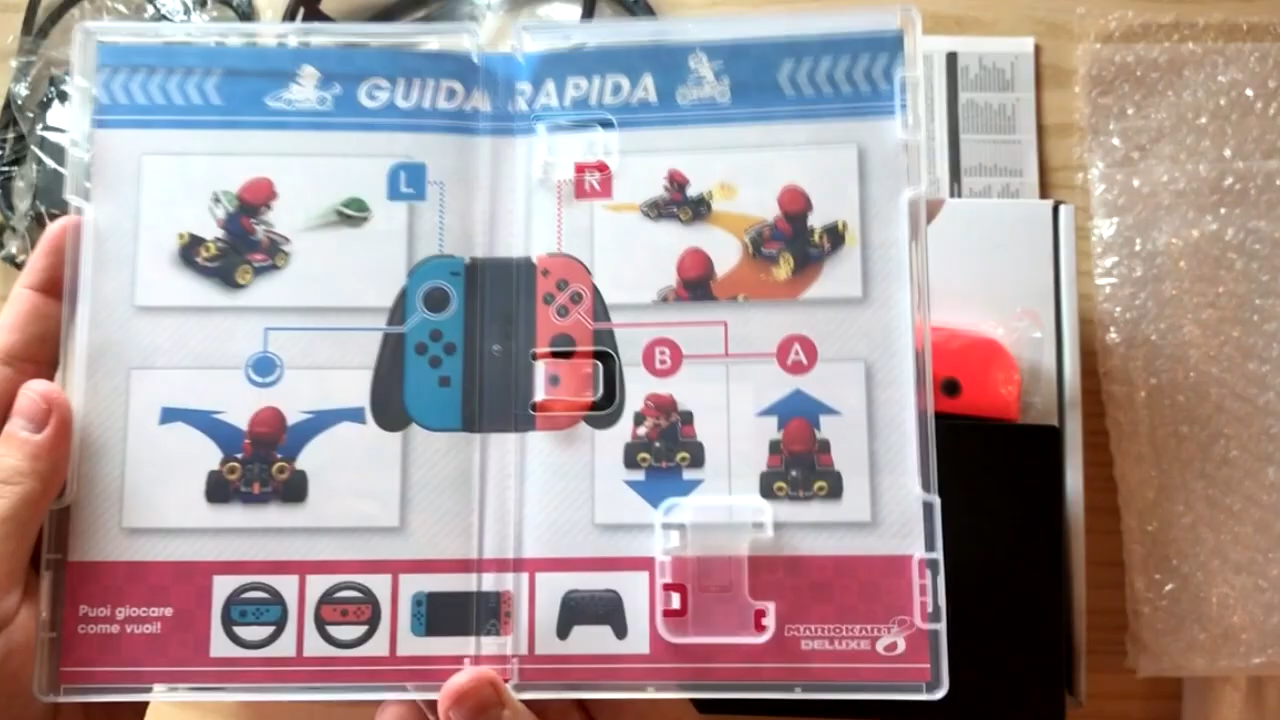 GUIDA RAPIDA
L
R
B
A
Puoi giocare
come vuoi!
MARIOKART 8
DELUXE